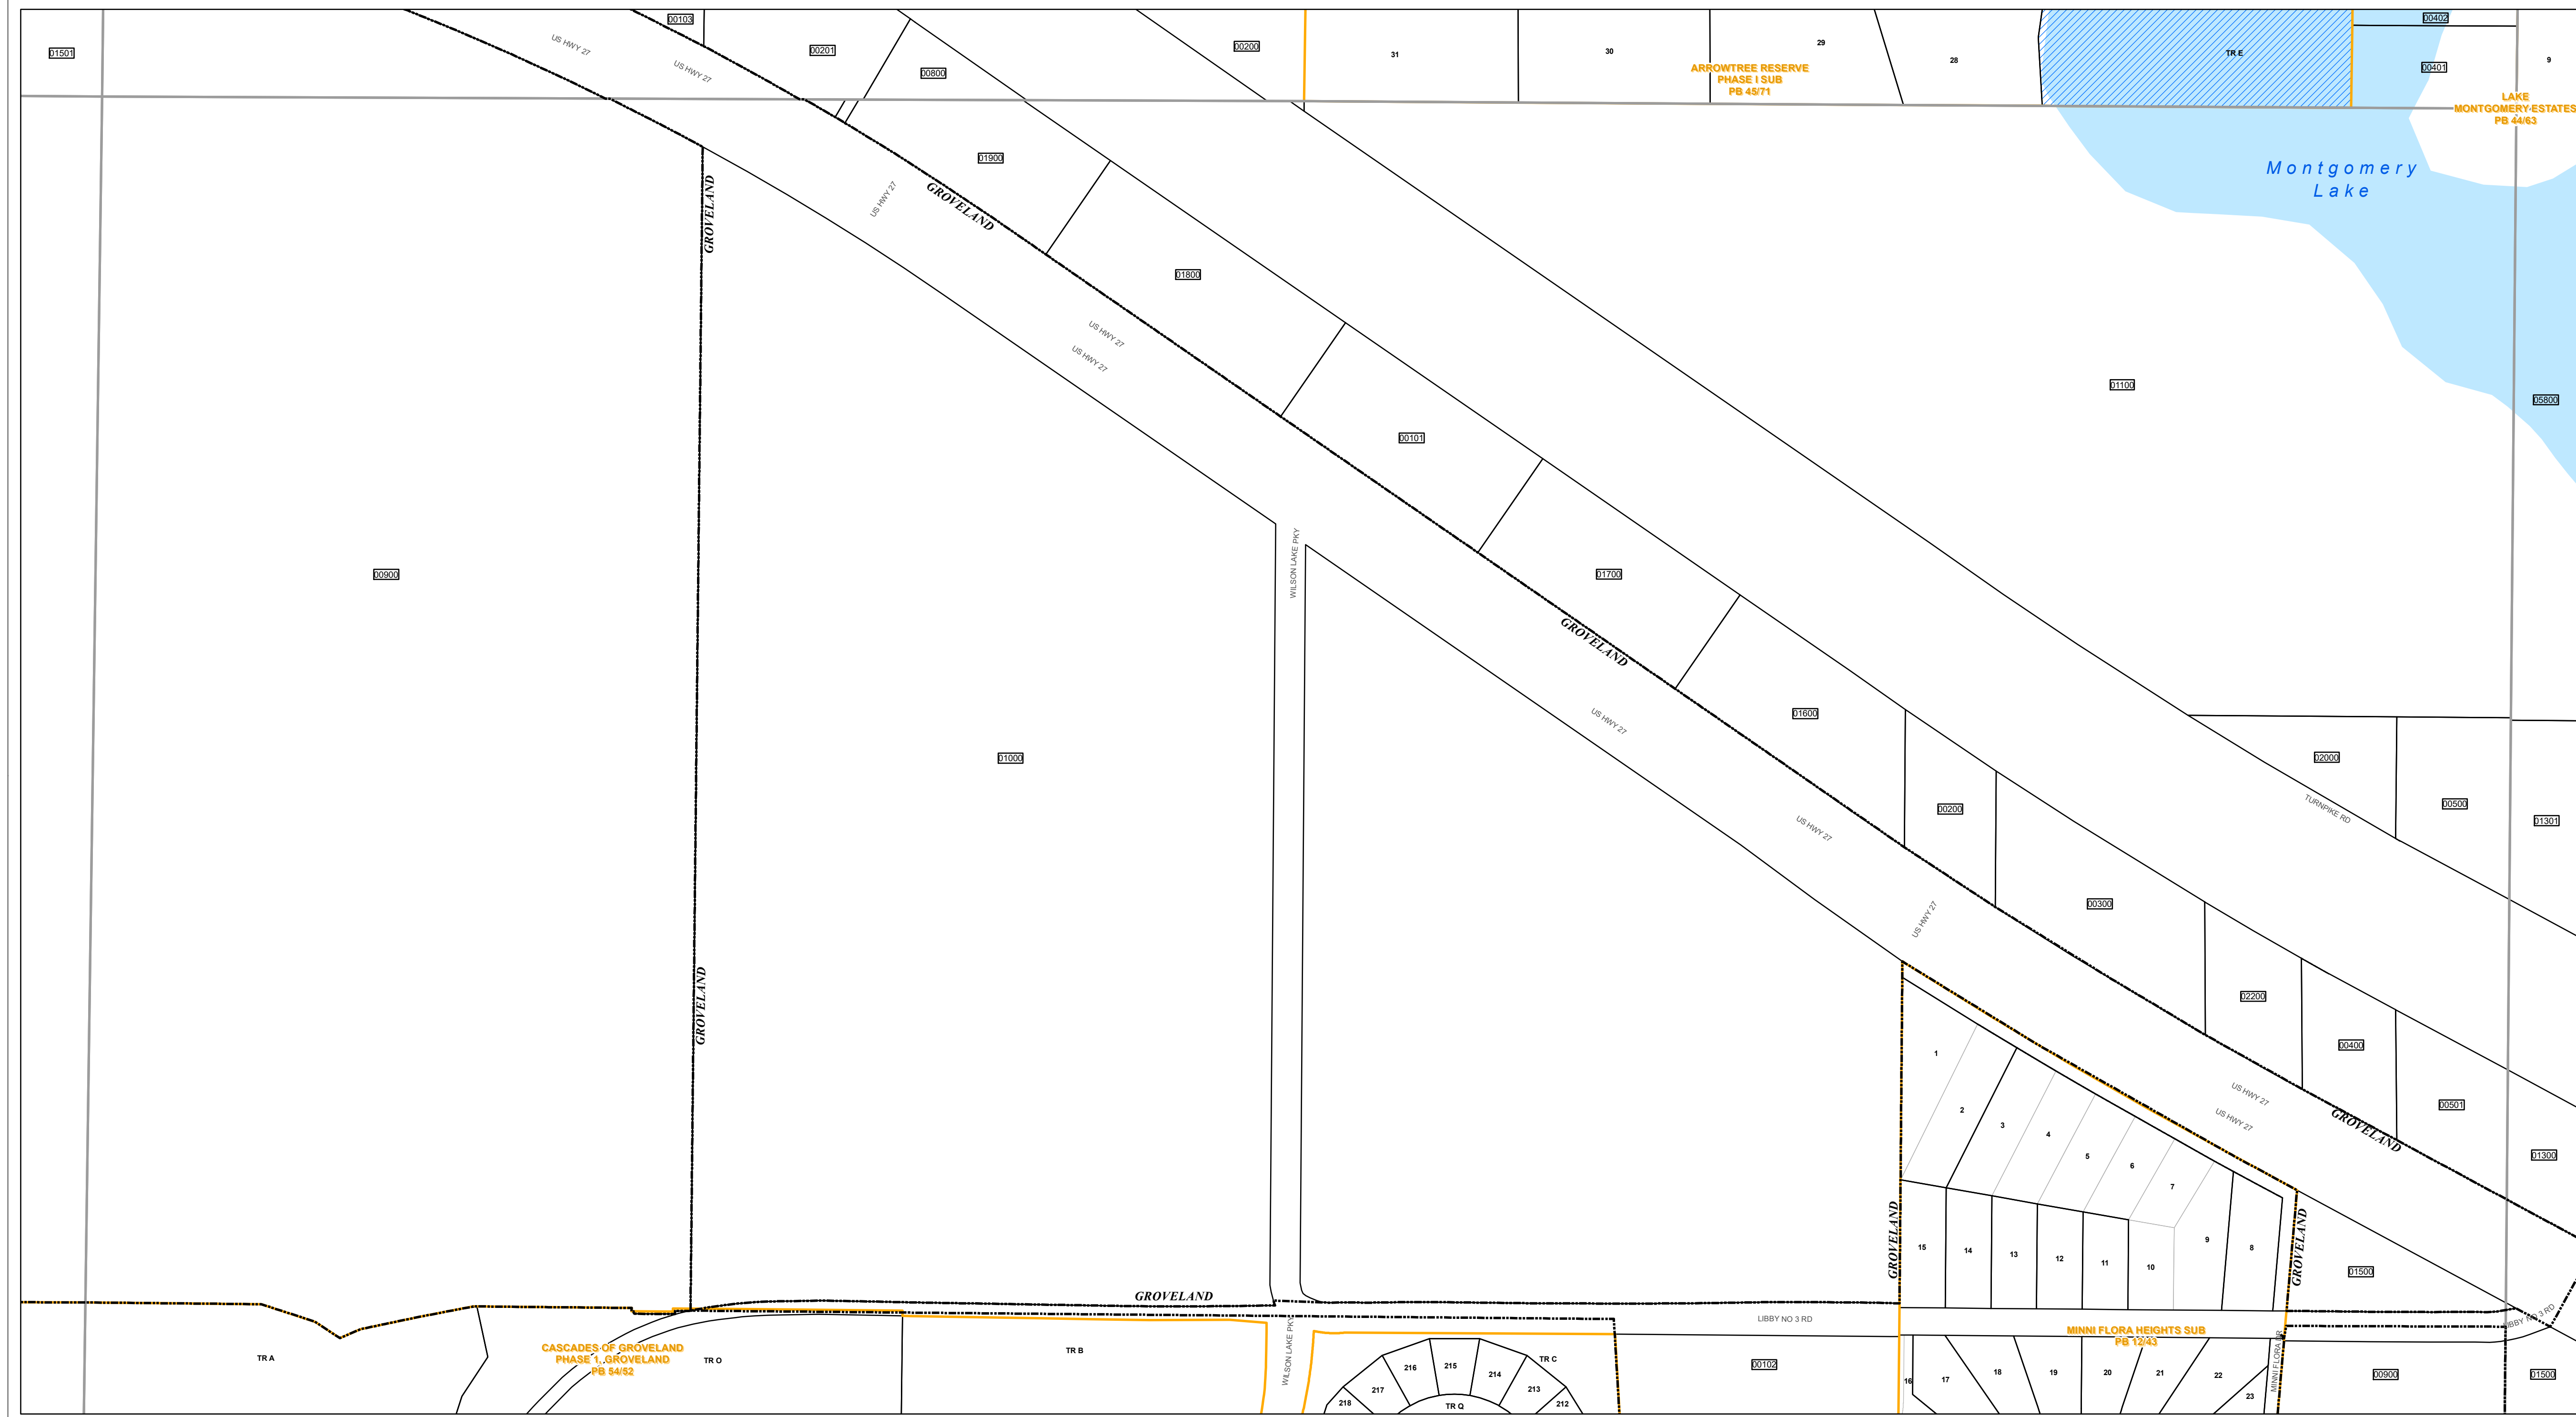 00103
00402
01501
US HWY 27
00201
00200
31
30
29
28
TR E
9
US HWY 27
00800
ARROWTREE RESERVE
PHASE I SUB
PB 45/71
00401
LAKE
MONTGOMERY ESTATES
PB 44/63
01900
Montgomery
Lake
GROVELAND
US HWY 27
GROVELAND
01800
US HWY 27
US HWY 27
01100
05800
00101
00900
WILSON LAKE PKY
01700
GROVELAND
01600
US HWY 27
01000
02000
00200
TURNPIKE RD
00500
01301
US HWY 27
00300
US HWY 27
GROVELAND
02200
00400
1
US HWY 27
US HWY 27
GROVELAND
00501
2
3
4
5
6
7
01300
GROVELAND
15
14
13
12
11
10
9
8
GROVELAND
01500
GROVELAND
LIBBY NO 3 RD
LIBBY NO 3 RD
MINNI FLORA HEIGHTS SUB
PB 12/43
CASCADES OF GROVELAND
PHASE 1, GROVELAND
PB 54/52
TR A
TR O
TR B
WILSON LAKE PKY
TR C
216
215
214
217
213
218
212
TR Q
00102
16
17
18
19
20
21
22
23
MINNI FLORA DR
00900
01500